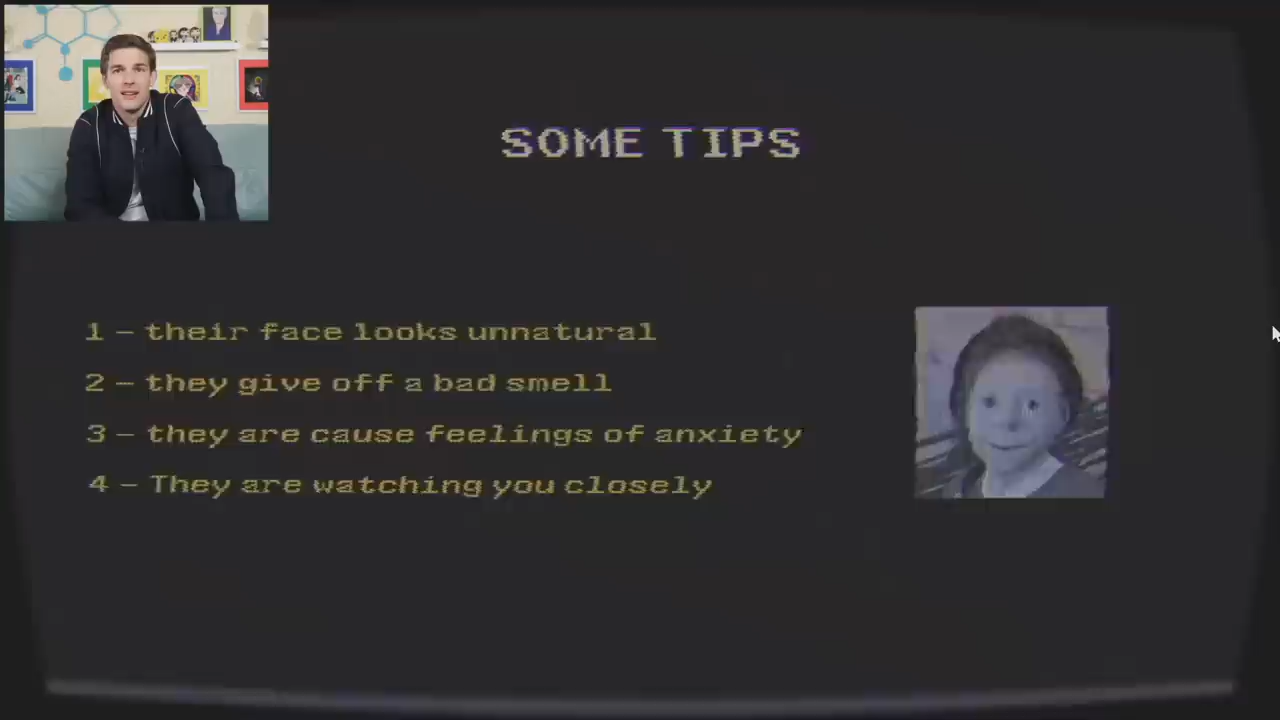 SOME TIPS
1 - their face looks unnatural
2 - they give off a bad smell
3 - they are cause feelings of anxiety
4 - They are watching you closely